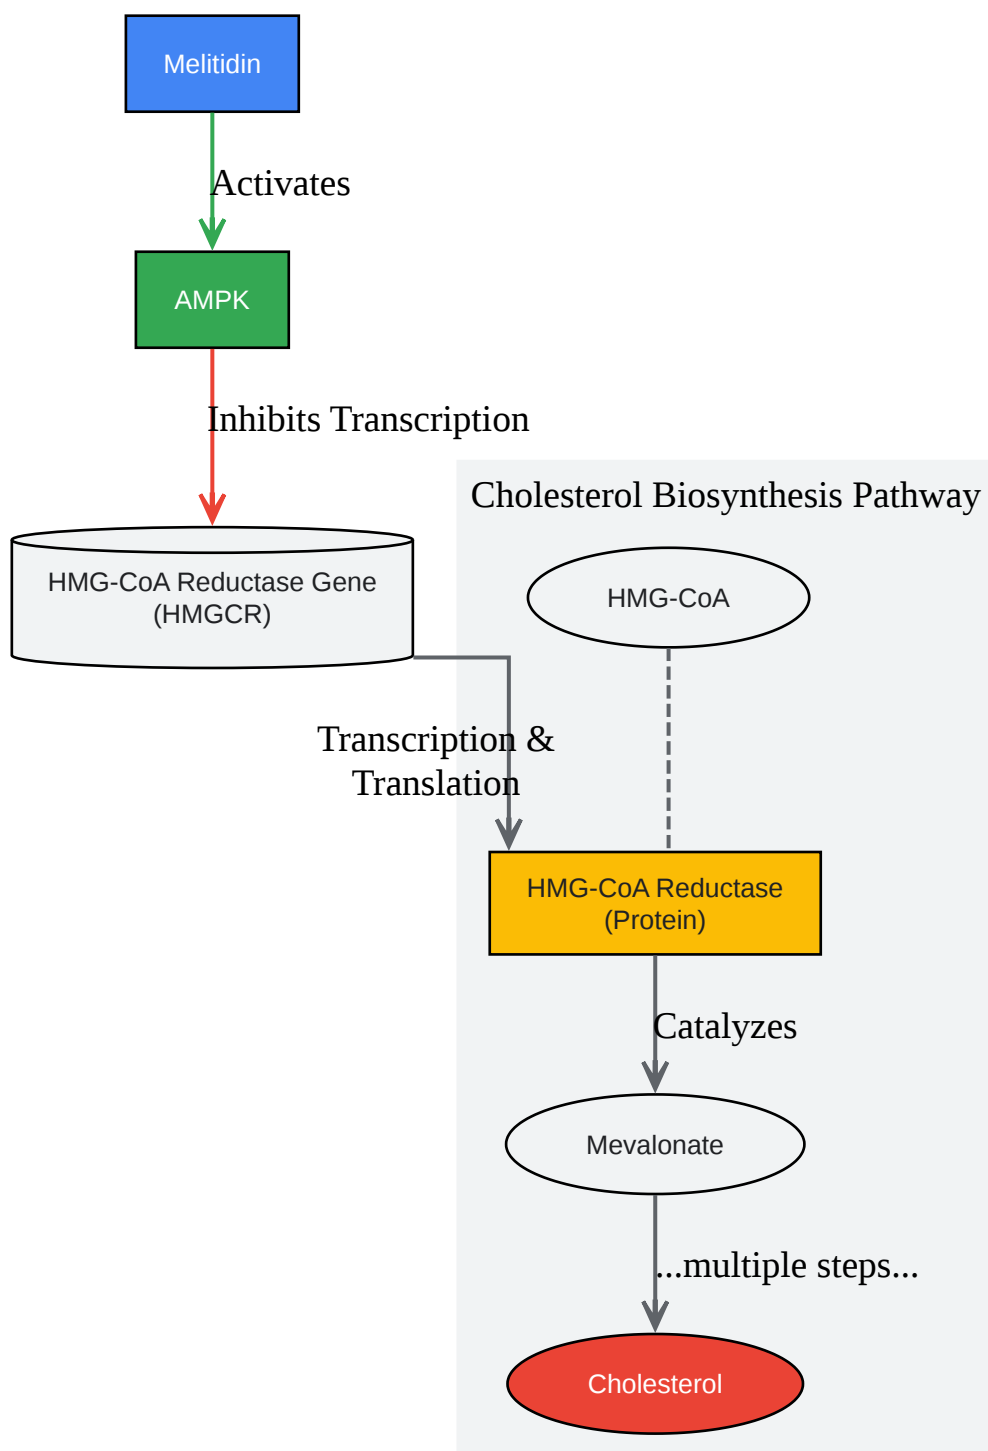 Melitidin
Activates
AMPK
Inhibits Transcription
Cholesterol Biosynthesis Pathway
HMG-CoA Reductase Gene
(HMGCR)
HMG-CoA
Transcription &
Translation
HMG-CoA Reductase
(Protein)
Catalyzes
Mevalonate
...multiple steps...
Cholesterol